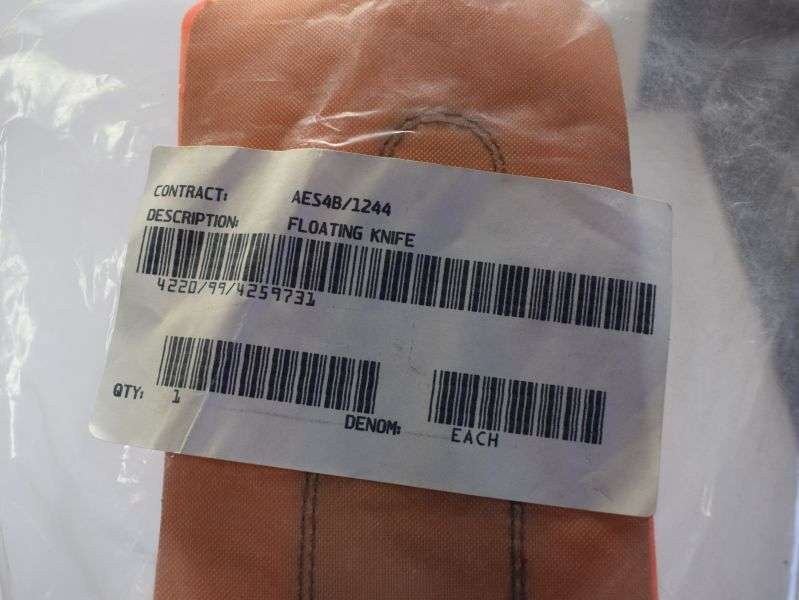 CONTRACT: AES4B/1244
DESCRIPTION: FLOATING KNIFE
4220/99/4259731
QTY: 1
DENOM: EACH